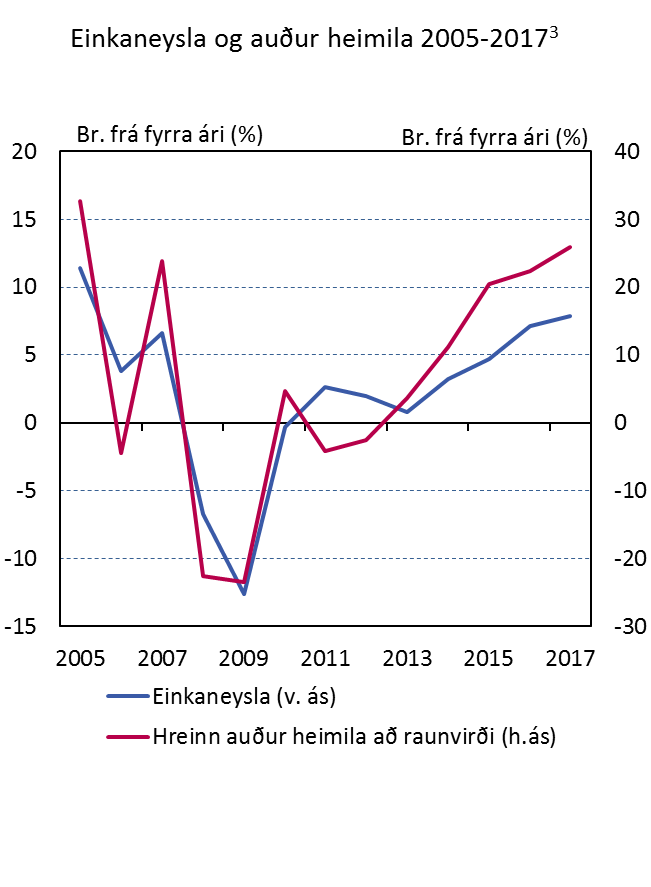 Einkaneysla og auður heimila 2005-2017³
Br. frá fyrra ári (%)
Br. frá fyrra ári (%)
20
15
10
5
0
-5
-10
-15
40
30
20
10
0
-10
-20
-30
2005 2007 2009 2011 2013 2015 2017
Einkaneysla (v. ás)
Hreinn auður heimila að raunvirði (h.ás)